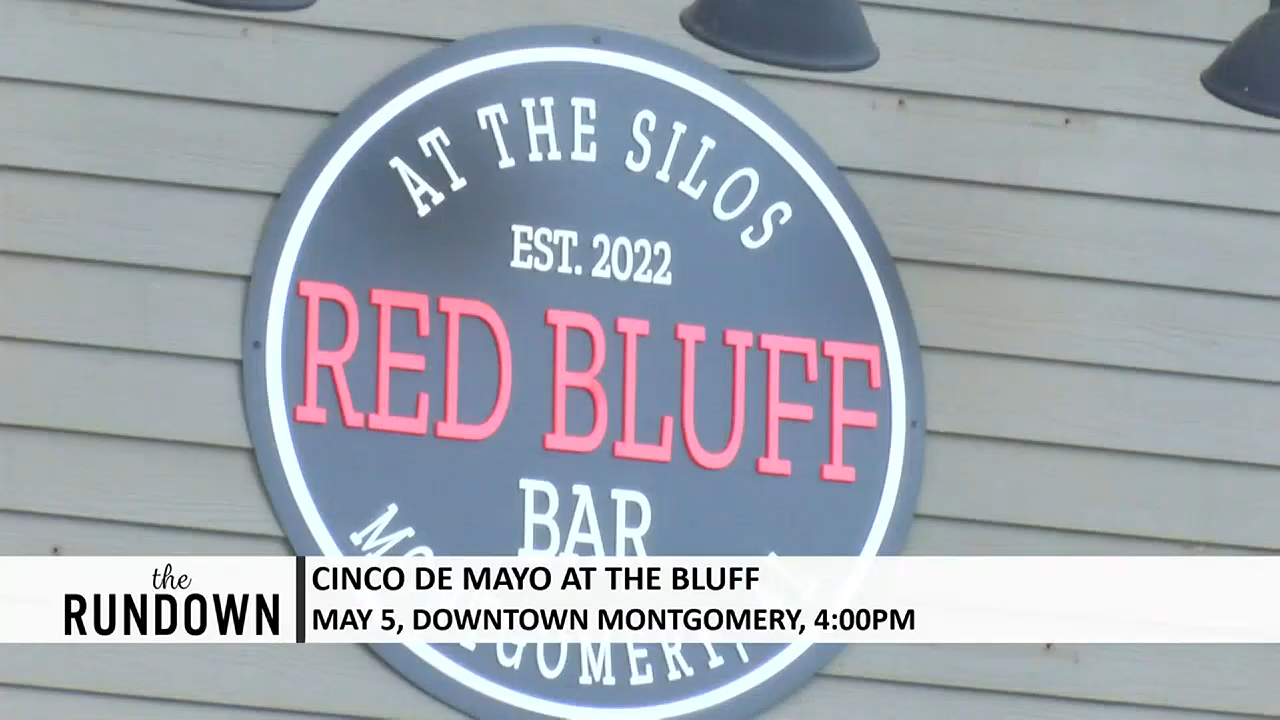 AT THE SILOS
EST. 2022
RED BLUFF
BAR
the
RUNDOWN
CINCO DE MAYO AT THE BLUFF
MAY 5, DOWNTOWN MONTGOMERY, 4:00PM